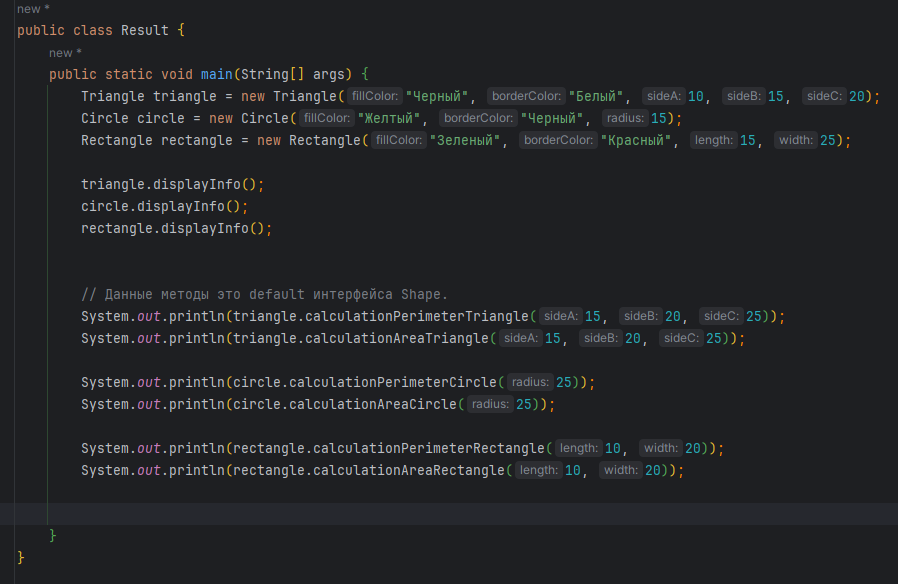 new *
public class Result {
new *
public static void main(String[] args) {
Triangle triangle = new Triangle( fillColor: "Черный", borderColor: "Белый", sideA: 10, sideB: 15, sideC: 20);
Circle circle = new Circle( fillColor: "Желтый", borderColor: "Черный", radius: 15);
Rectangle rectangle = new Rectangle( fillColor: "Зеленый", borderColor: "Красный", length: 15, width: 25);
triangle.displayInfo();
circle.displayInfo();
rectangle.displayInfo();
// Данные методы это default интерфейса Shape.
System.out.println(triangle.calculationPerimeterTriangle( sideA: 15, sideB: 20, sideC: 25));
System.out.println(triangle.calculationAreaTriangle( sideA: 15, sideB: 20, sideC: 25));
System.out.println(circle.calculationPerimeterCircle( radius: 25));
System.out.println(circle.calculationAreaCircle( radius: 25));
System.out.println(rectangle.calculationPerimeterRectangle( length: 10, width: 20));
System.out.println(rectangle.calculationAreaRectangle( length: 10, width: 20));
}
}